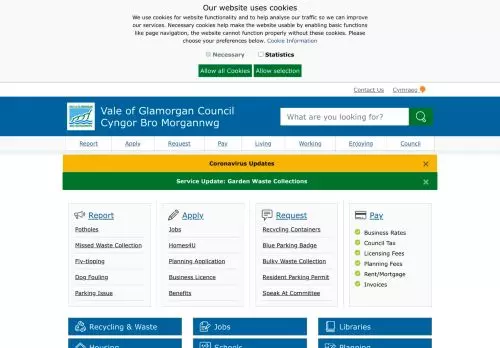 Our website uses cookies
We use cookies for website functionality and to help analyse our traffic so we can improve
our services. Necessary cookies help make the website usable by enabling basic functions
like page navigation, the website cannot function properly without these cookies. Please
choose your preferences below. Cookie Information
Necessary Statistics
Allow all Cookies Allow selection
Contact Us Cymraeg
Vale of Glamorgan Council
Cyngor Bro Morgannwg
What are you looking for?
Report Apply Request Pay Living Working Enjoying Council
Coronavirus Updates
Service Update: Garden Waste Collections
Report
Potholes
Missed Waste Collection
Fly-tipping
Dog Fouling
Parking Issue
Apply
Jobs
Homes4U
Planning Application
Business Licence
Benefits
Request
Recycling Containers
Blue Parking Badge
Bulky Waste Collection
Resident Parking Permit
Speak At Committee
Pay
Business Rates
Council Tax
Licensing Fees
Planning Fees
Rent/Mortgage
Invoices
Recycling & Waste Jobs Libraries
Housing Schools Planning